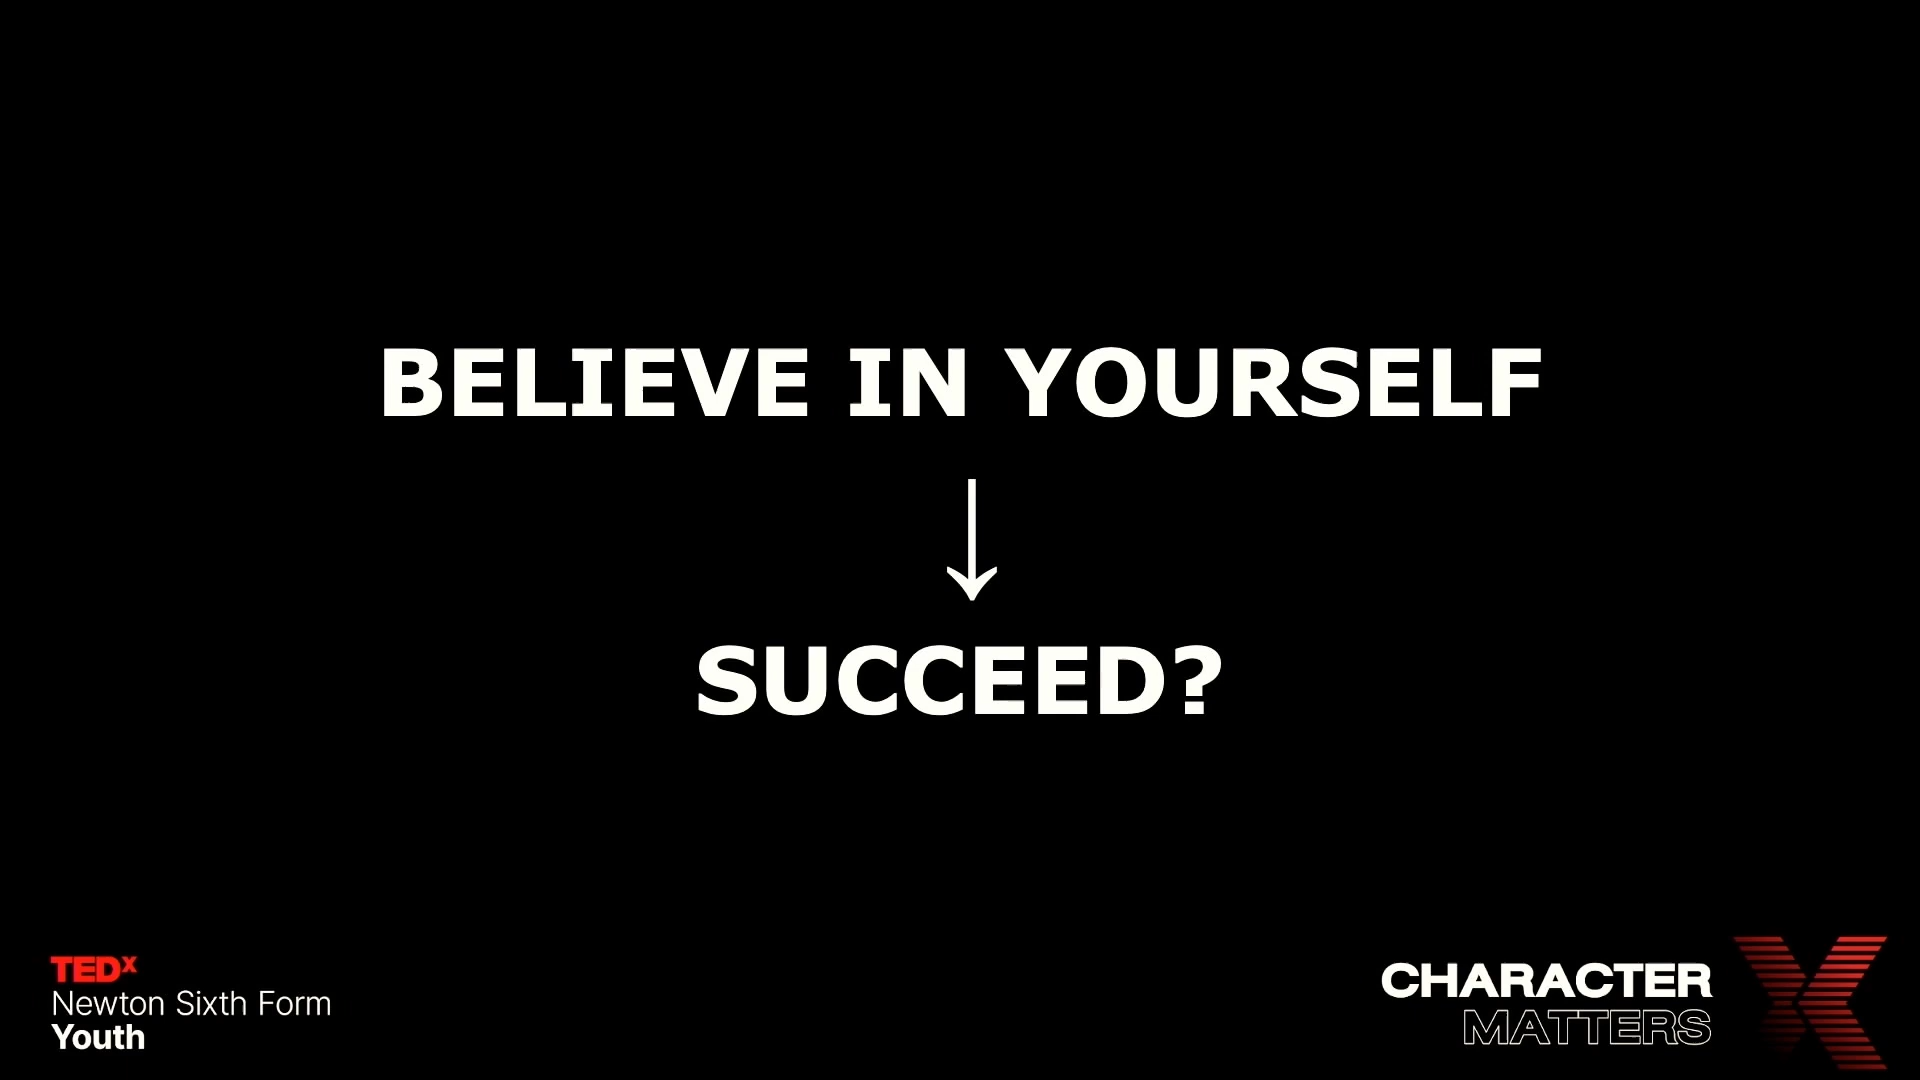 BELIEVE IN YOURSELF
↓
SUCCEED?
TEDx
Newton Sixth Form
Youth
CHARACTER
MATTERS
X